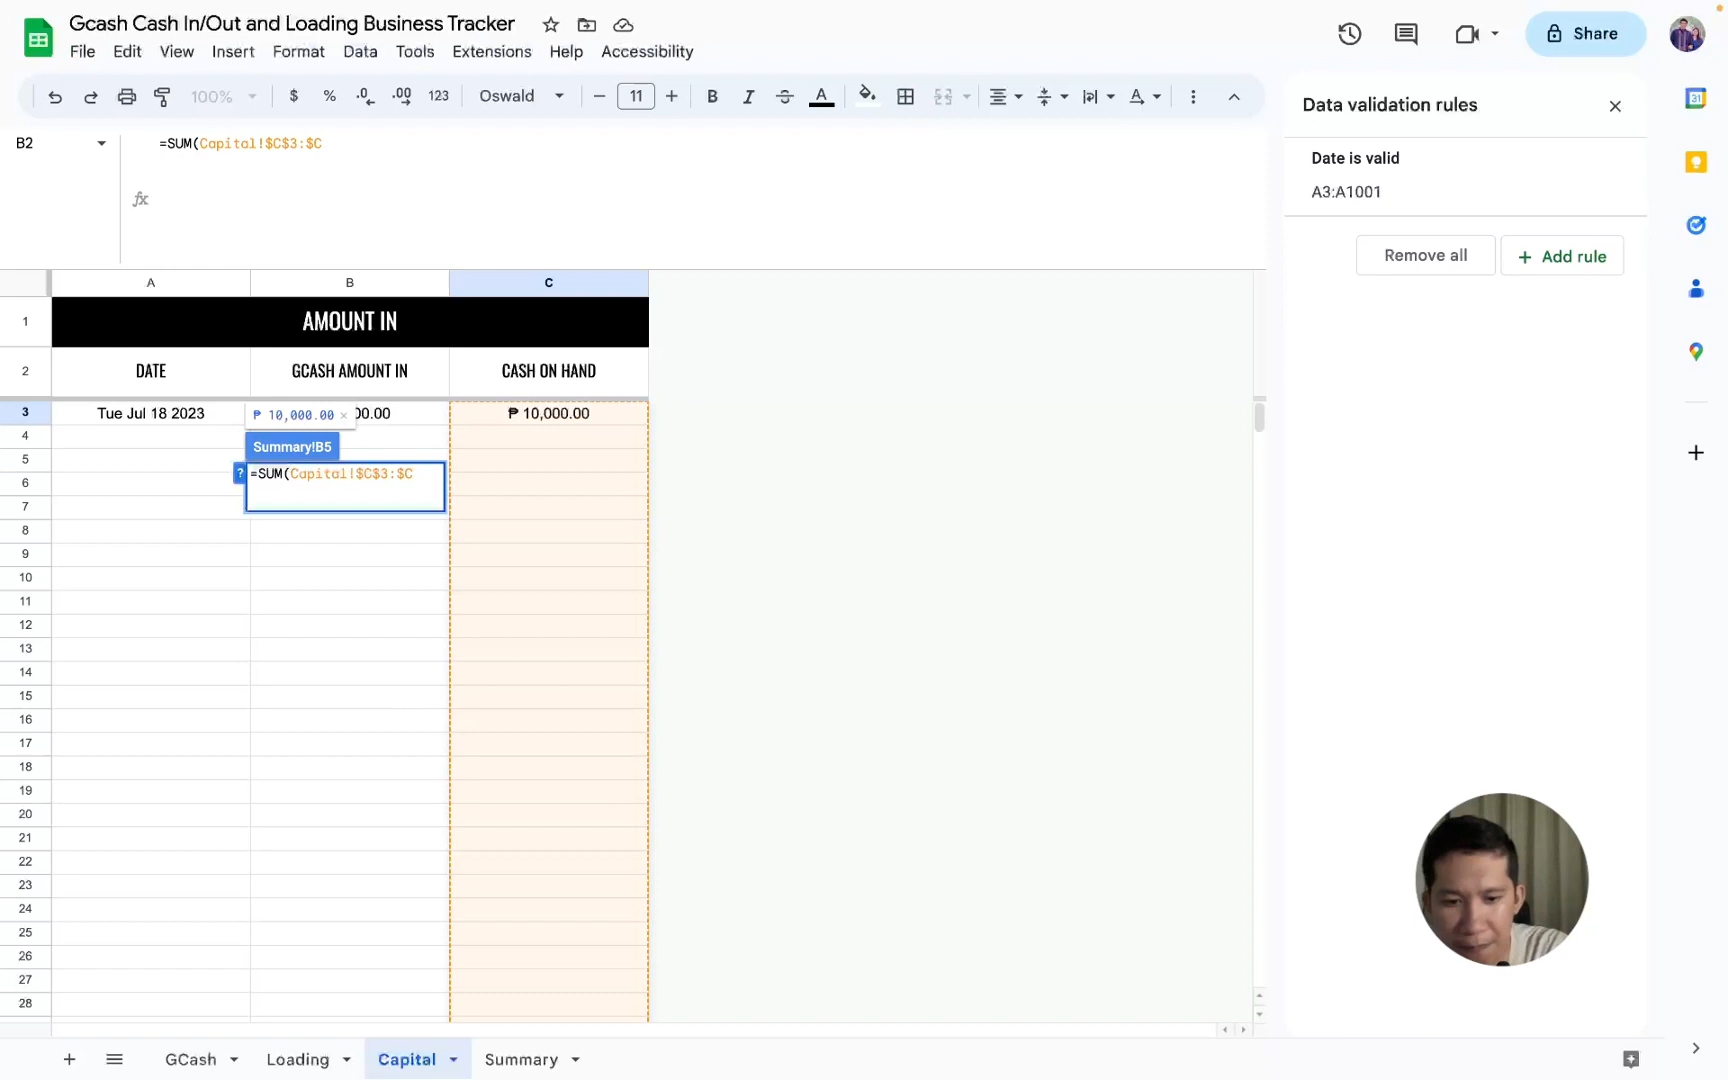 Gcash Cash In/Out and Loading Business Tracker
File Edit View Insert Format Data Tools Extensions Help Accessibility
Share
100% $ % .0 .00 123 Oswald 11 B I S A
B2
=SUM(Capital!$C$3:$C
fx
Data validation rules
Date is valid
A3:A1001
Remove all
Add rule
A B C
1 AMOUNT IN
2 DATE GCASH AMOUNT IN CASH ON HAND
3 Tue Jul 18 2023 ₱ 10,000.00 × 00.00 ₱ 10,000.00
4
Summary!B5
5
? =SUM(Capital!$C$3:$C
6
7
8
9
10
11
12
13
14
15
16
17
18
19
20
21
22
23
24
25
26
27
28
GCash Loading Capital Summary
31